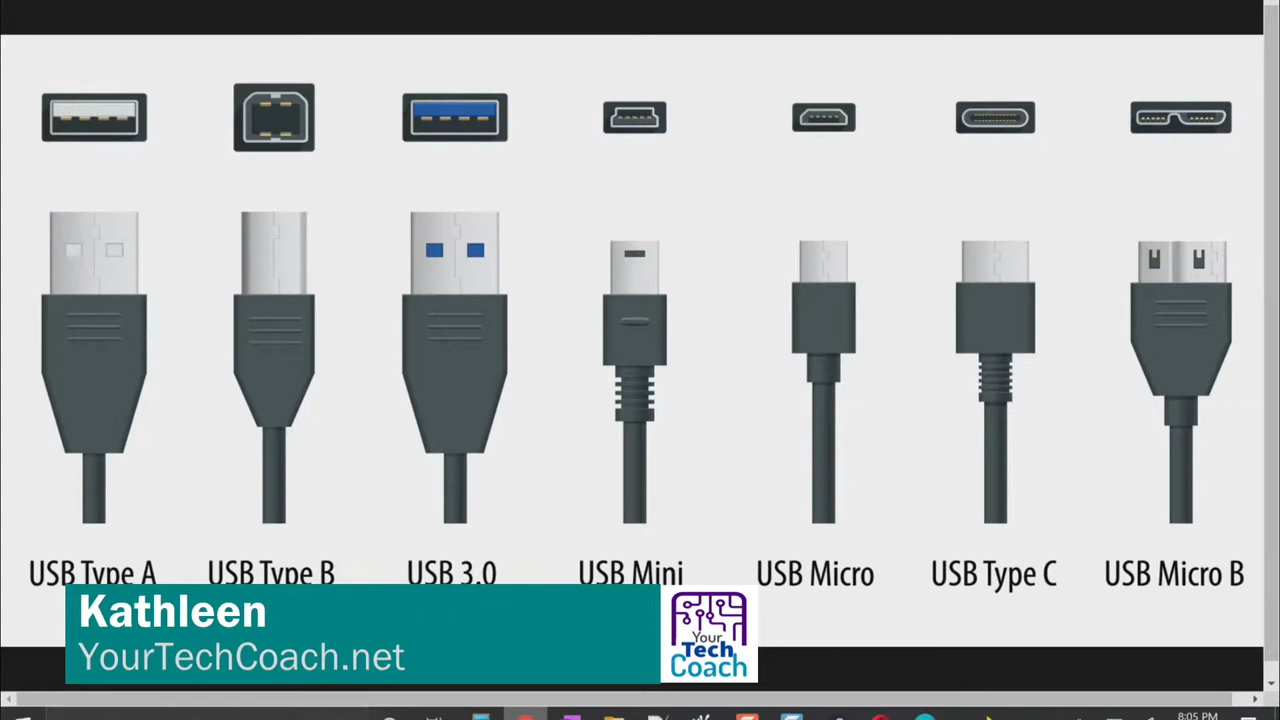 USB Type A USB Type B USB 3.0 USB Mini USB Micro USB Type C USB Micro B
Kathleen
YourTechCoach.net
Your
Tech
Coach
8:05 PM